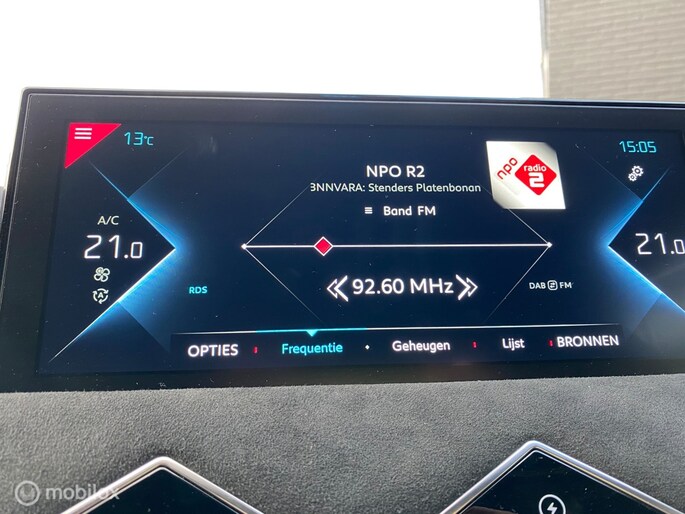 13°C
15:05
NPO R2
3NNVARA: Stenders Platenbonan
npo radio 2
Band FM
A/C
21.0
21.0
92.60 MHz
RDS
DAB FM
OPTIES
Frequentie
Geheugen
Lijst
BRONNEN
© mobilox